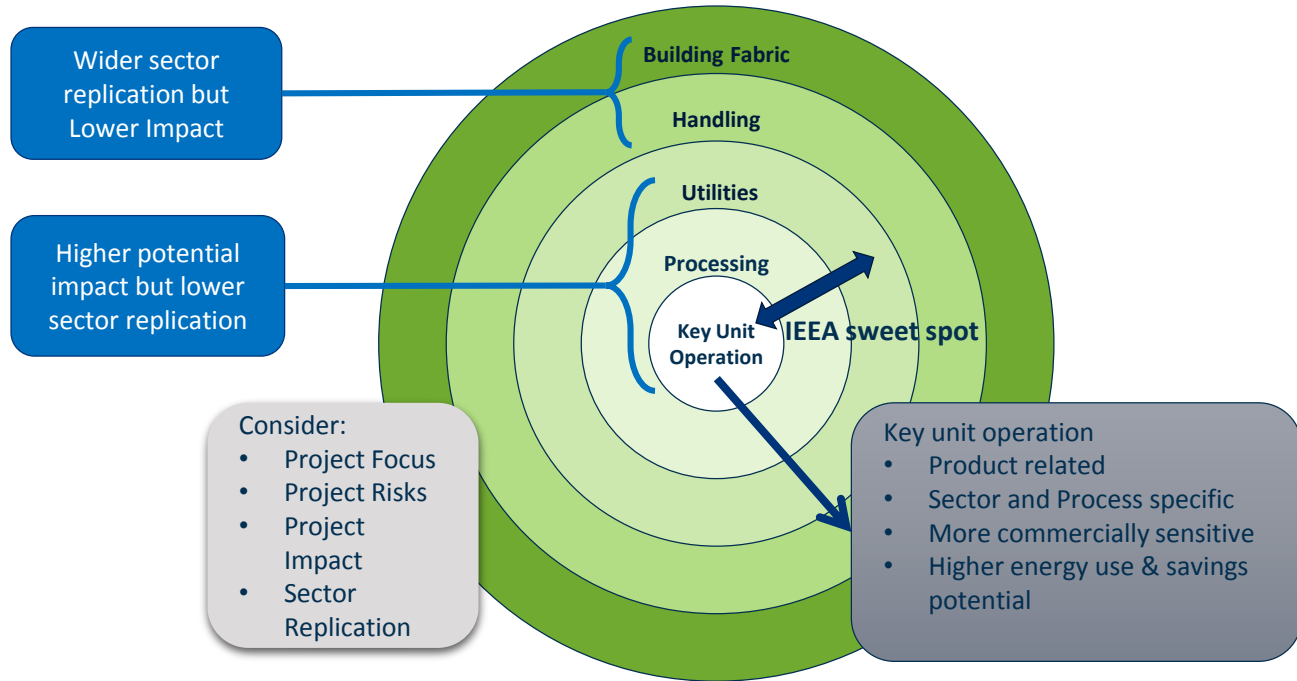 Wider sector
replication but
Lower Impact
Higher potential
impact but lower
sector replication
Building Fabric
Handling
Utilities
Processing
Key Unit
Operation
IEEA sweet spot
Consider:
• Project Focus
• Project Risks
• Project
Impact
• Sector
Replication
Key unit operation
• Product related
• Sector and Process specific
• More commercially sensitive
• Higher energy use & savings
potential